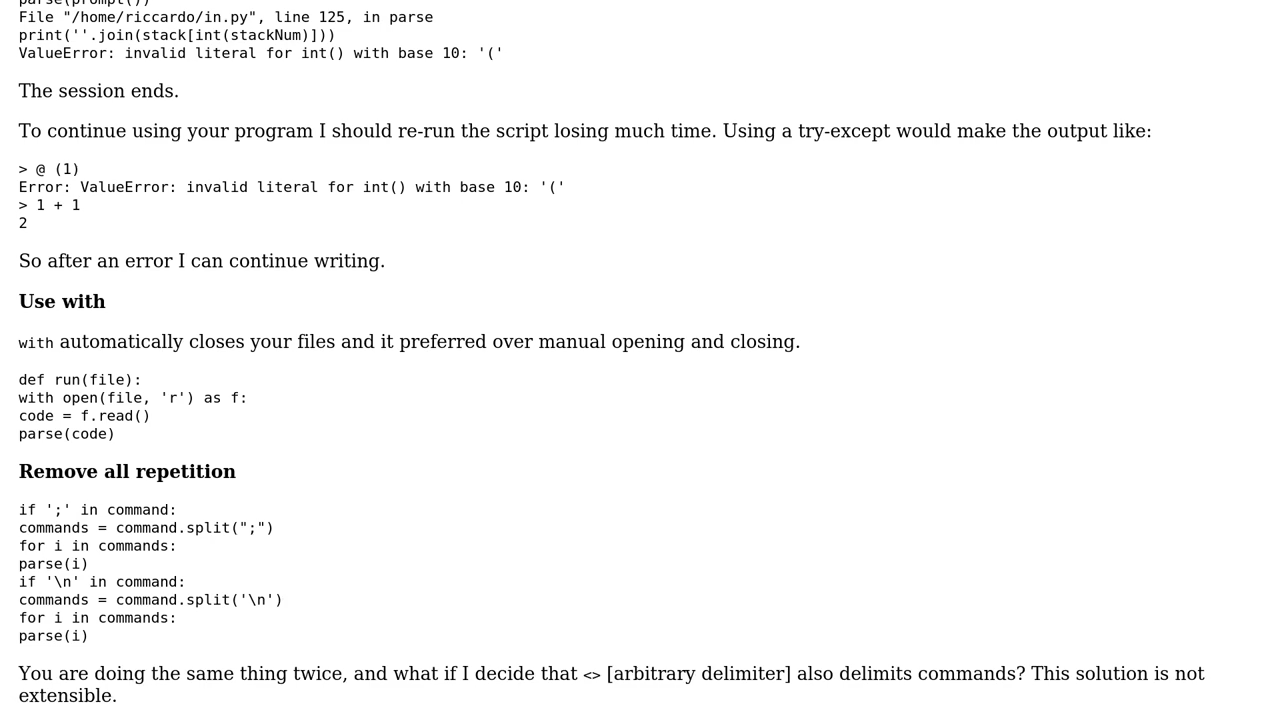 parse(prompt())
File "/home/riccardo/in.py", line 125, in parse
print(''.join(stack[int(stackNum)]))
ValueError: invalid literal for int() with base 10: '('
The session ends.
To continue using your program I should re-run the script losing much time. Using a try-except would make the output like:
> @ (1)
Error: ValueError: invalid literal for int() with base 10: '('
> 1 + 1
2
So after an error I can continue writing.
Use with
with automatically closes your files and it preferred over manual opening and closing.
def run(file):
with open(file, 'r') as f:
code = f.read()
parse(code)
Remove all repetition
if ';' in command:
commands = command.split(";")
for i in commands:
parse(i)
if '\n' in command:
commands = command.split('\n')
for i in commands:
parse(i)
You are doing the same thing twice, and what if I decide that <> [arbitrary delimiter] also delimits commands? This solution is not
extensible.